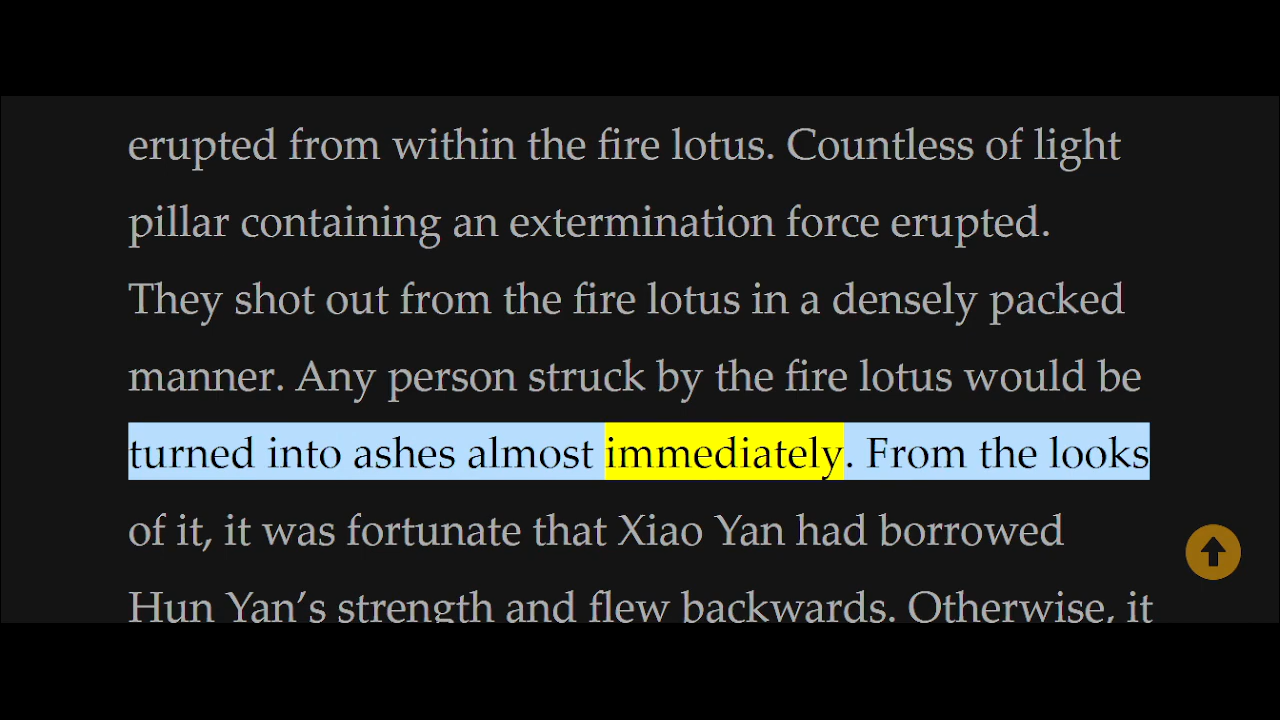 erupted from within the fire lotus. Countless of light
pillar containing an extermination force erupted.
They shot out from the fire lotus in a densely packed
manner. Any person struck by the fire lotus would be
turned into ashes almost immediately. From the looks
of it, it was fortunate that Xiao Yan had borrowed
Hun Yan’s strength and flew backwards. Otherwise, it